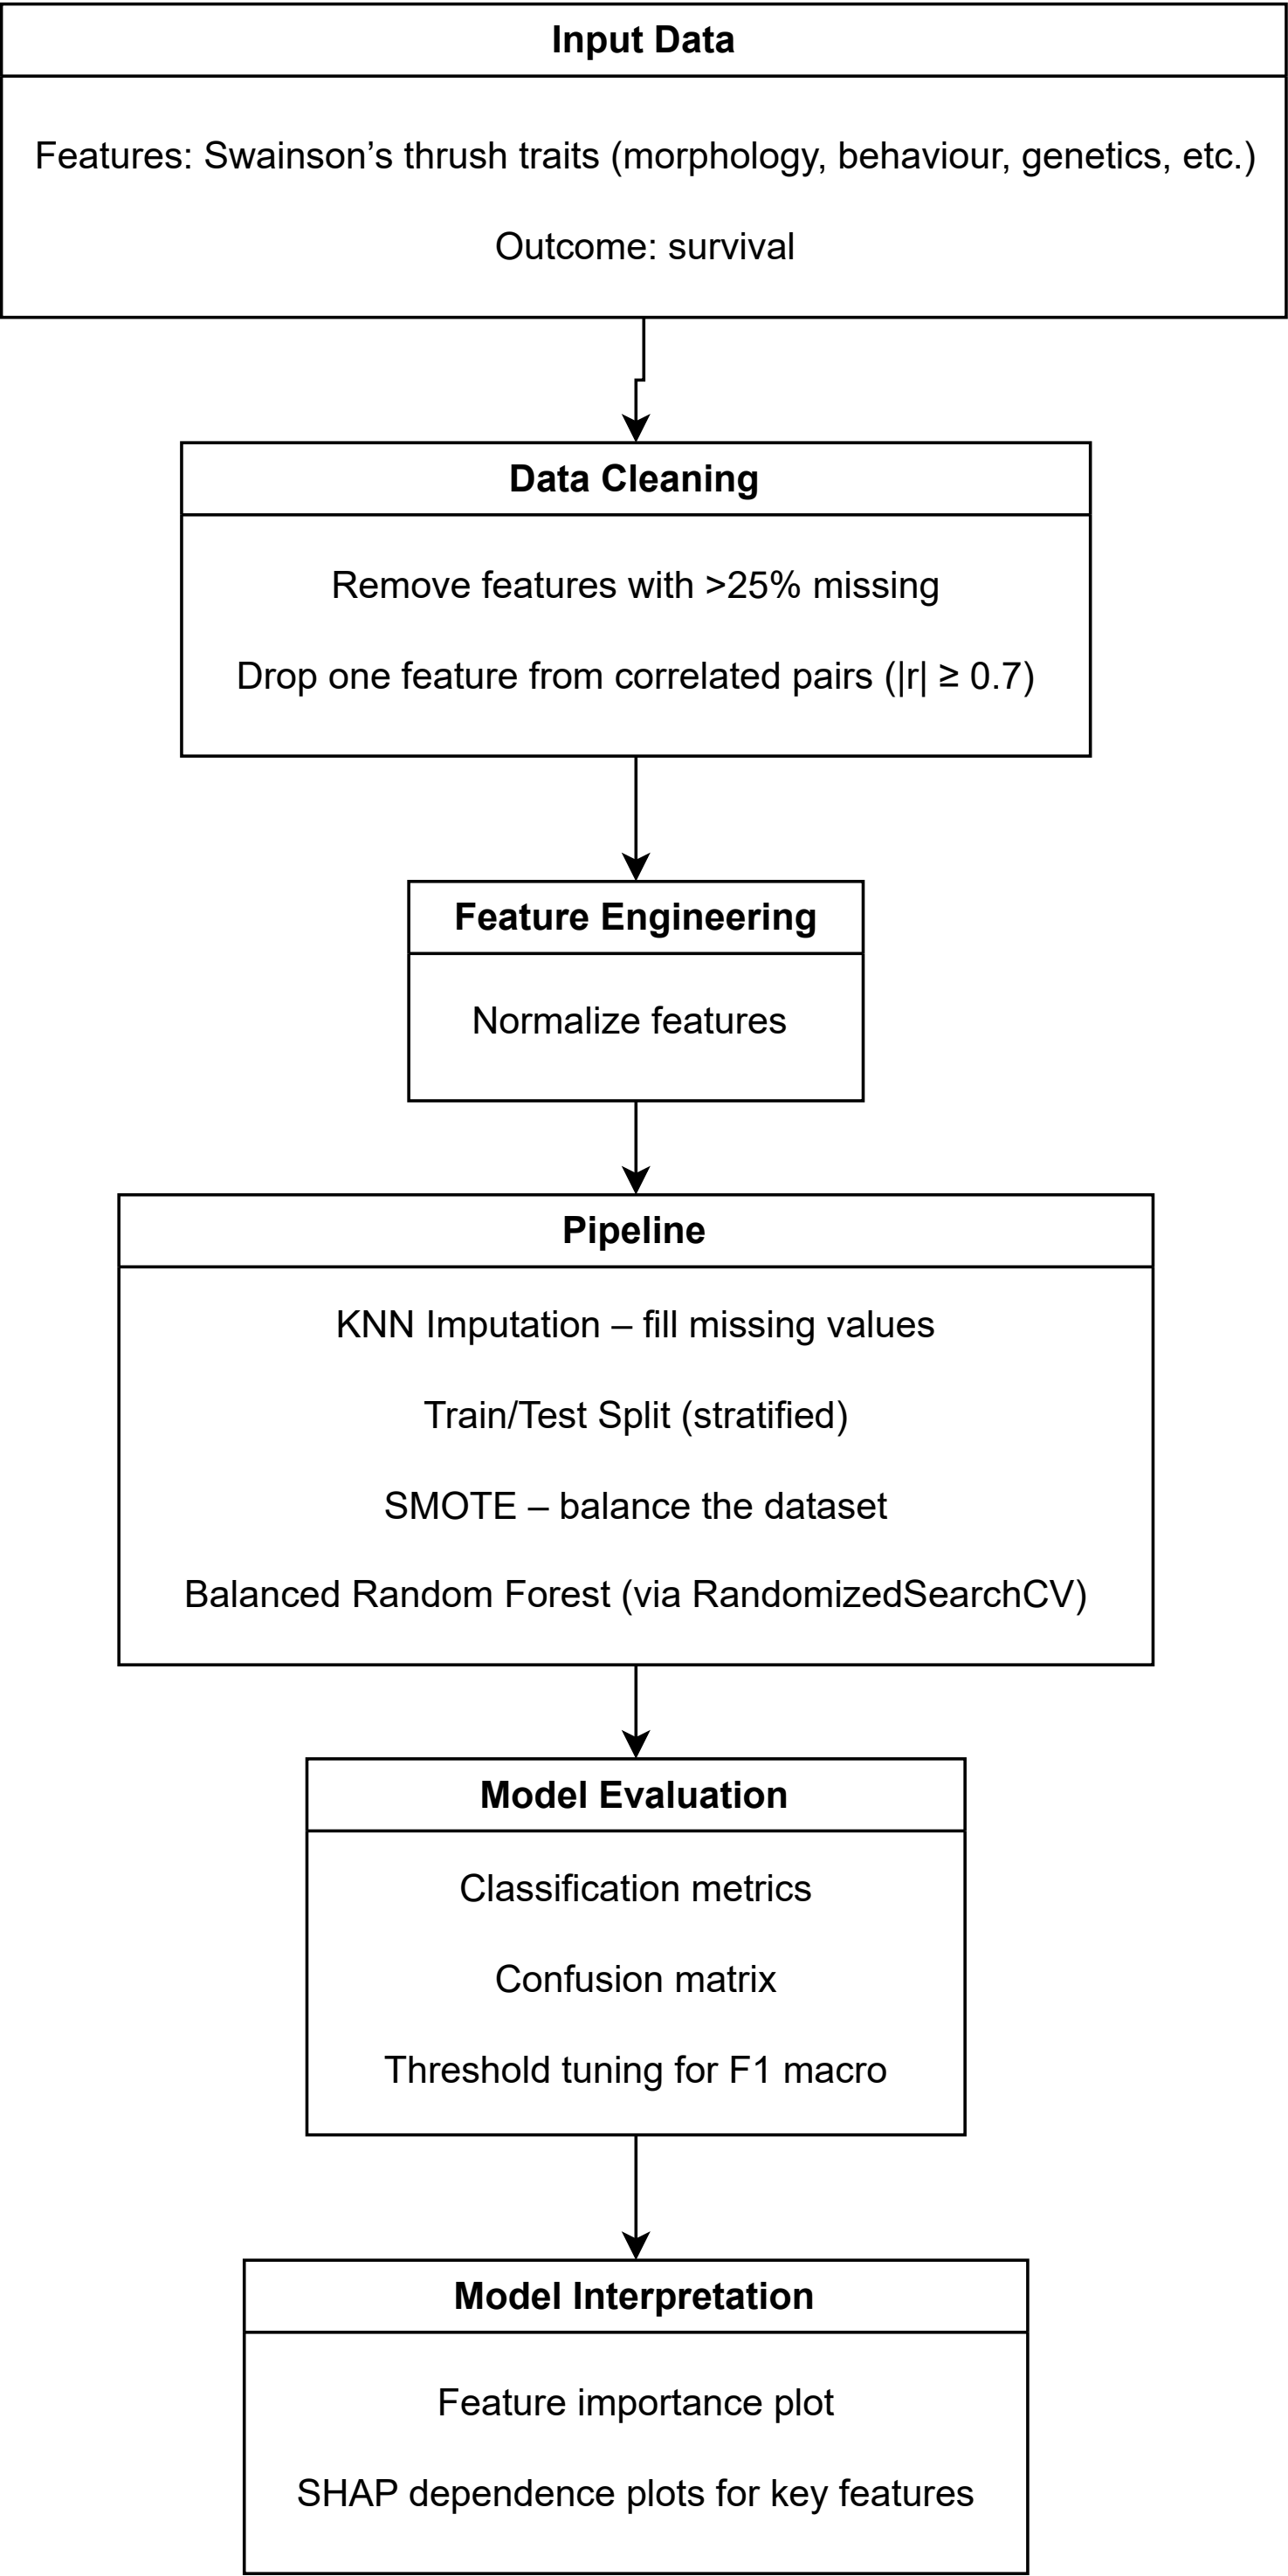 Input Data
Features: Swainson’s thrush traits (morphology, behaviour, genetics, etc.)
Outcome: survival
Data Cleaning
Remove features with >25% missing
Drop one feature from correlated pairs (|r| ≥ 0.7)
Feature Engineering
Normalize features
Pipeline
KNN Imputation – fill missing values
Train/Test Split (stratified)
SMOTE – balance the dataset
Balanced Random Forest (via RandomizedSearchCV)
Model Evaluation
Classification metrics
Confusion matrix
Threshold tuning for F1 macro
Model Interpretation
Feature importance plot
SHAP dependence plots for key features